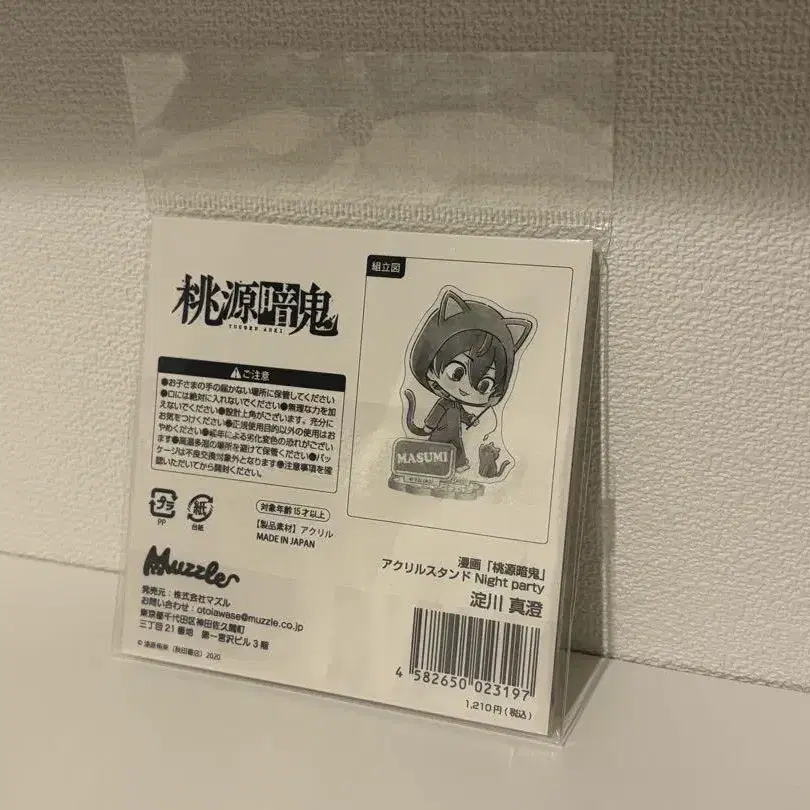 桃源暗鬼
TOUGEN ANKI
⚠ご注意
●お子さまの手の届かない場所に保管してください
●口には絶対に入れないでください●無理な力を加
えないでください●設計上角がございます。充分に
お気をつけください●正規使用目的以外の使用はお
やめください●経年による劣化変色の恐れがござい
ます●高温多湿の場所を避けて保管ください●パッ
ケージは不良交換対象外となります●注意事項を確
認いただいてから開封ください。
プラ
PP
紙
台紙
対象年齢15才以上
【製品素材】アクリル
MADE IN JAPAN
Muzzle
発売元：株式会社マズル
お問い合わせ：otoiawase@muzzle.co.jp
東京都千代田区神田佐久間町
三丁目21番地 第一宮沢ビル3階
© 漆原侑来（秋田書店）2020
組立図
MASUMI
漫画「桃源暗鬼」
アクリルスタンド Night party
淀川 真澄
4 582650 023197
1,210円(税込)